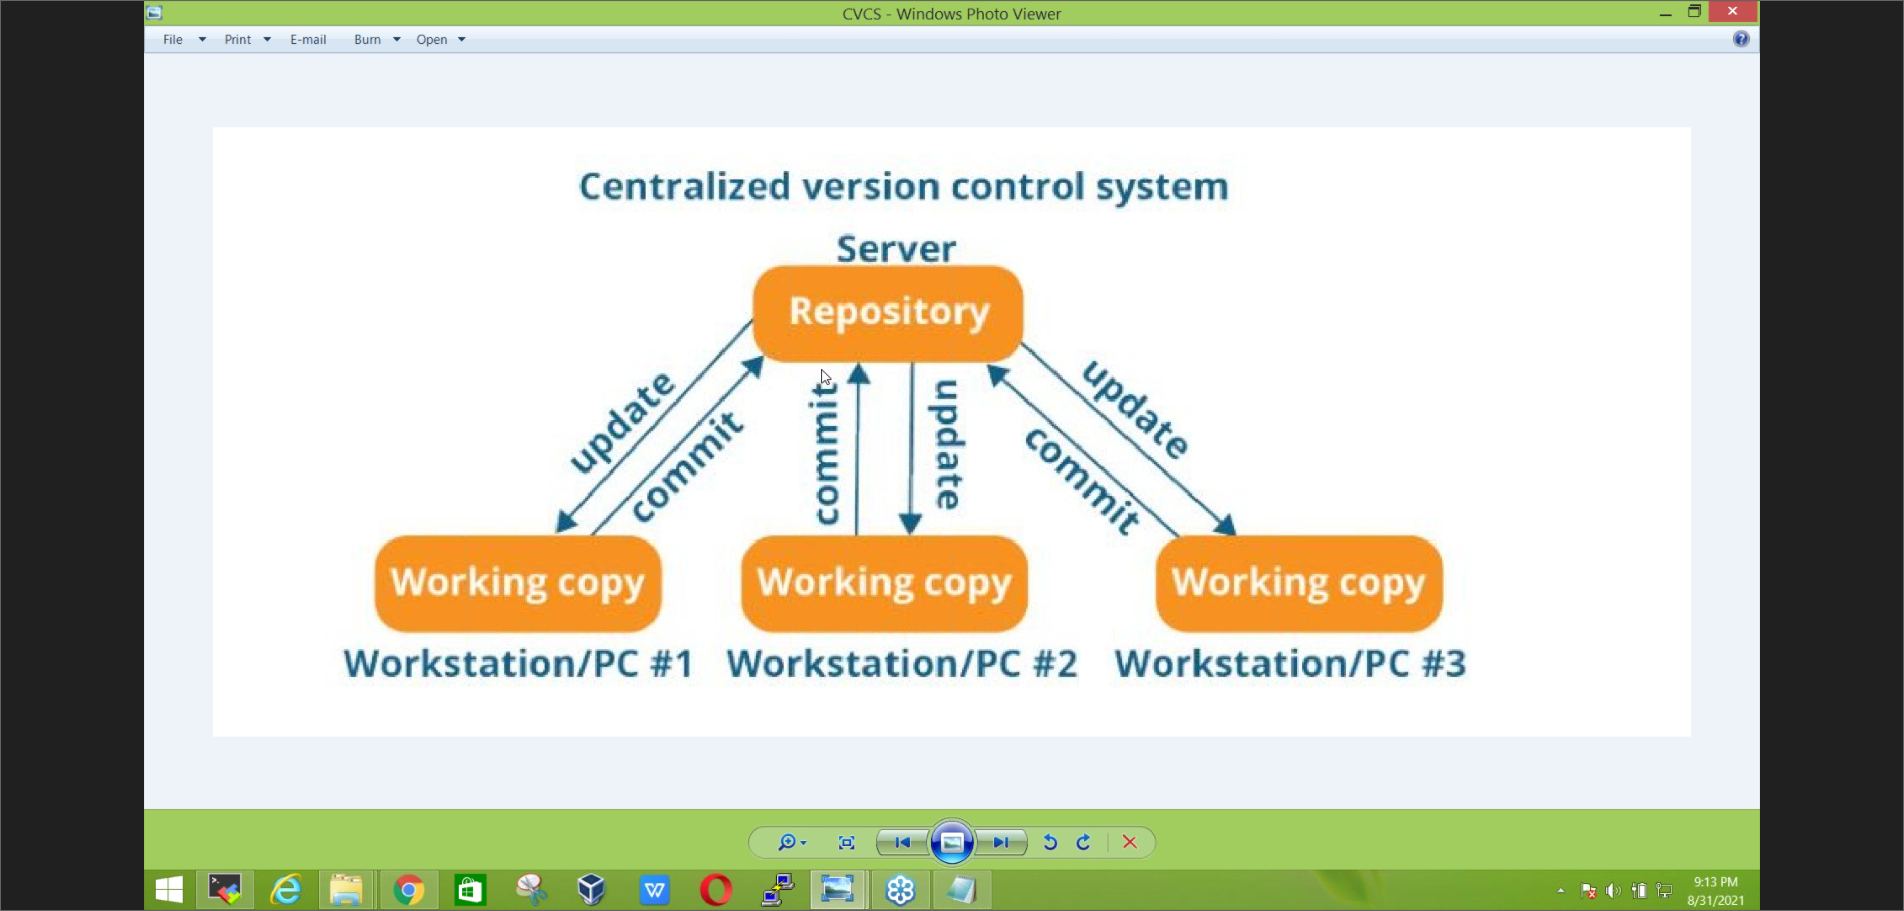 CVCS - Windows Photo Viewer
File Print E-mail Burn Open
Centralized version control system
Server
Repository
update
commit
commit
update
commit
update
Working copy Working copy Working copy
Workstation/PC #1 Workstation/PC #2 Workstation/PC #3
9:13 PM
8/31/2021